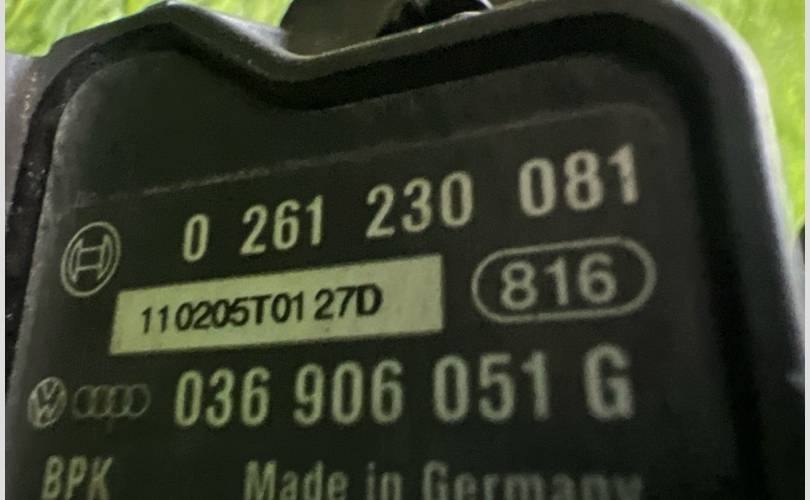 0 261 230 081
110205T0127D 816
036 906 051 G
BPK Made in Germany